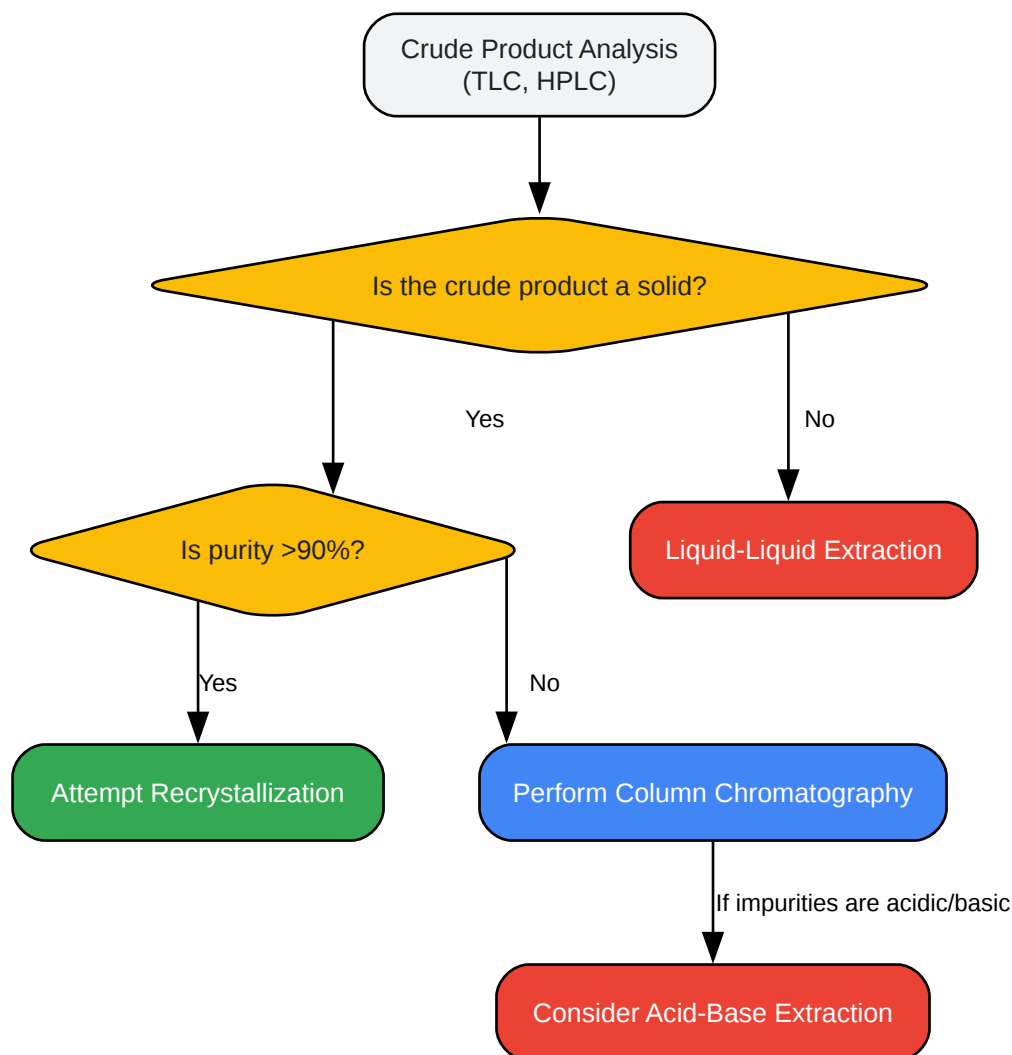 Crude Product Analysis
(TLC, HPLC)
Is the crude product a solid?
Yes
No
Is purity >90%?
Liquid-Liquid Extraction
Yes
No
Attempt Recrystallization
Perform Column Chromatography
If impurities are acidic/basic
Consider Acid-Base Extraction